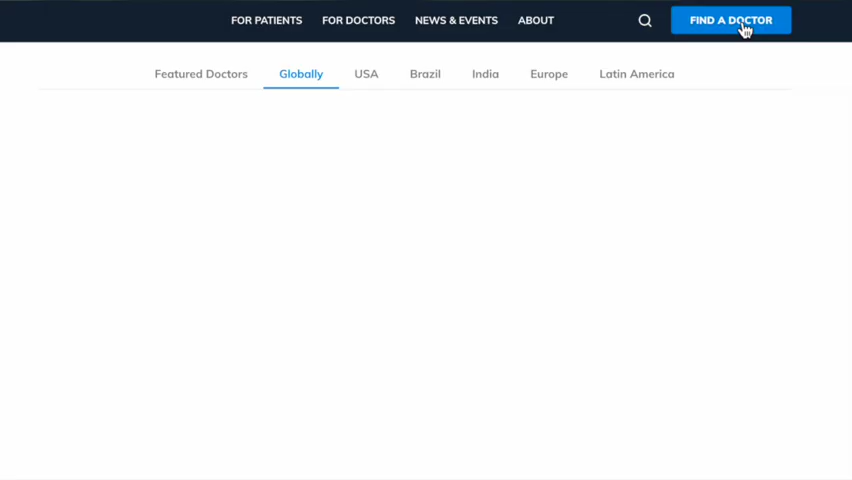 FOR PATIENTS FOR DOCTORS NEWS & EVENTS ABOUT FIND A DOCTOR
Featured Doctors Globally USA Brazil India Europe Latin America